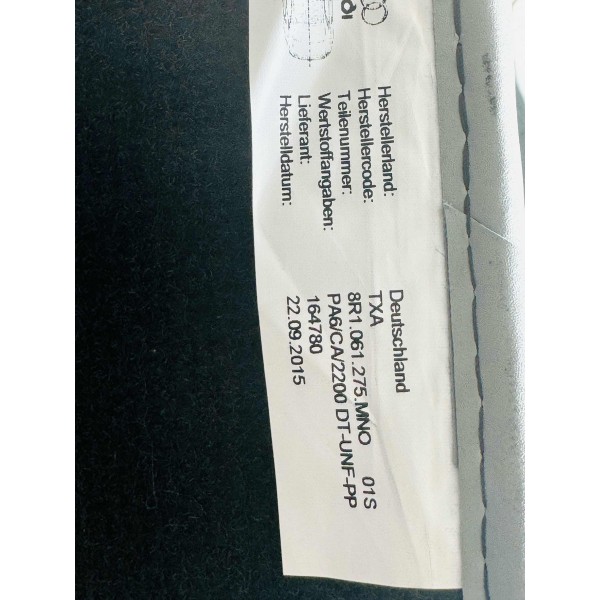 Herstellerland: Deutschland
Herstellercode: TXA
Teilenummer: 8R1.061.275.MNO 01S
Wertstoffangaben: PA6/CA/2200 DT-UNF-PP
Lieferant: 164780
Herstelldatum: 22.09.2015